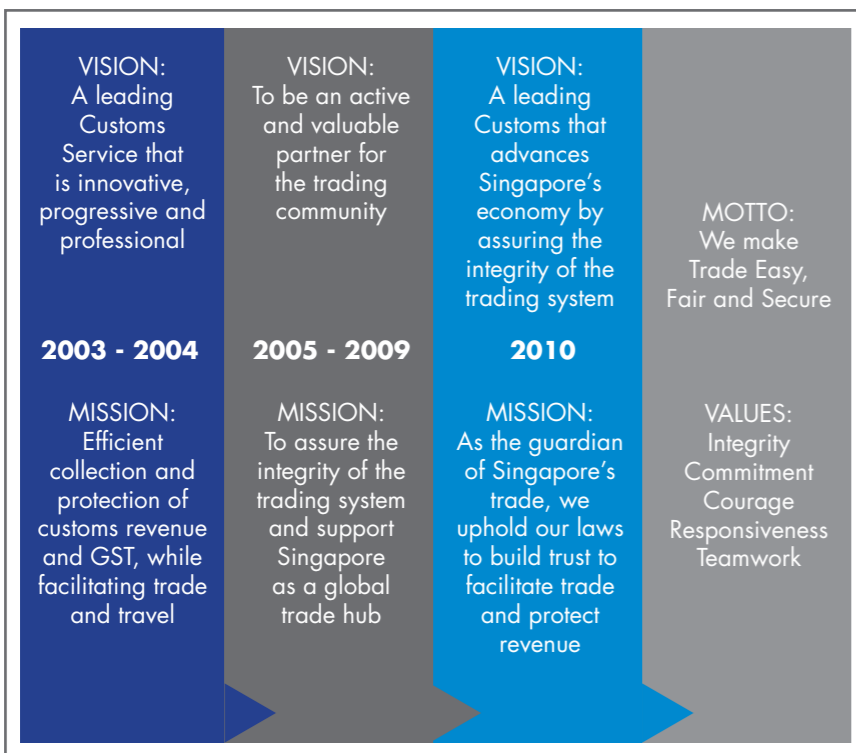 VISION:
A leading
Customs
Service that
is innovative,
progressive and
professional
2003 - 2004
MISSION:
Efficient
collection and
protection of
customs revenue
and GST, while
facilitating trade
and travel
VISION:
To be an active
and valuable
partner for
the trading
community
2005 - 2009
MISSION:
To assure the
integrity of the
trading system
and support
Singapore
as a global
trade hub
VISION:
A leading
Customs that
advances
Singapore’s
economy by
assuring the
integrity of the
trading system
2010
MISSION:
As the guardian
of Singapore’s
trade, we
uphold our laws
to build trust to
facilitate trade
and protect
revenue
MOTTO:
We make
Trade Easy,
Fair and Secure
VALUES:
Integrity
Commitment
Courage
Responsiveness
Teamwork